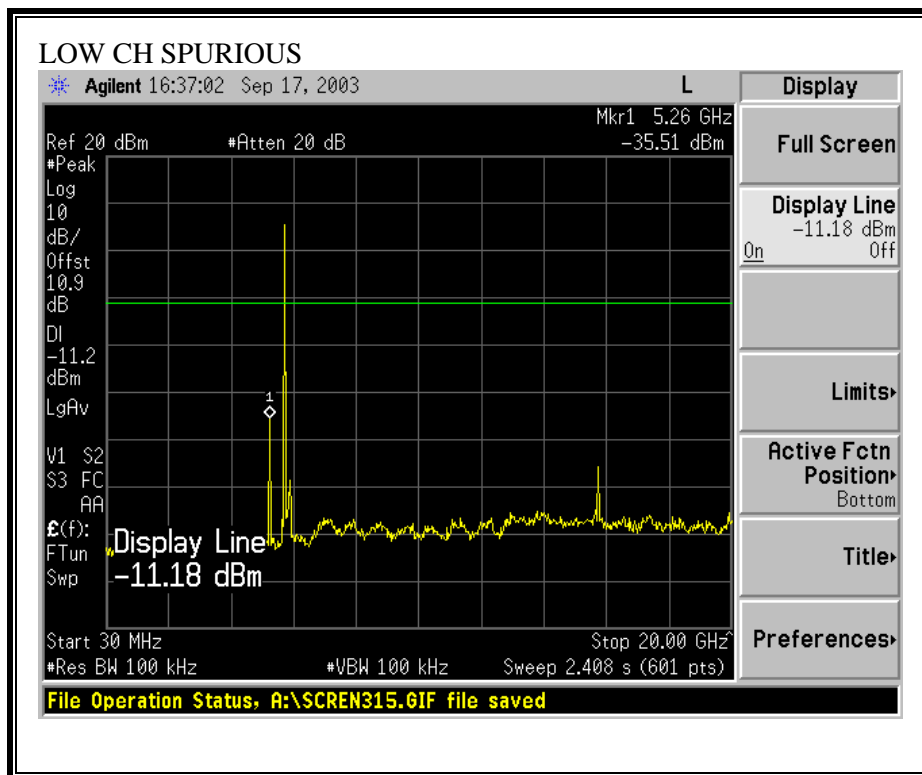 LOW CH SPURIOUS
Agilent 16:37:02 Sep 17, 2003 L
Mkr1 5.26 GHz
Ref 20 dBm #Atten 20 dB -35.51 dBm
#Peak
Log
10
dB/
Offst
10.9
dB
DI
-11.2
dBm
LgAv
V1 S2
S3 FC
AA
£(f):
FTun
Swp
1
Display Line
-11.18 dBm
Start 30 MHz Stop 20.00 GHz^
#Res BW 100 kHz #VBW 100 kHz Sweep 2.408 s (601 pts)
File Operation Status, A:\SCREN315.GIF file saved
Display
Full Screen
Display Line
-11.18 dBm
On Off
Limits
Active Fctn
Position
Bottom
Title
Preferences